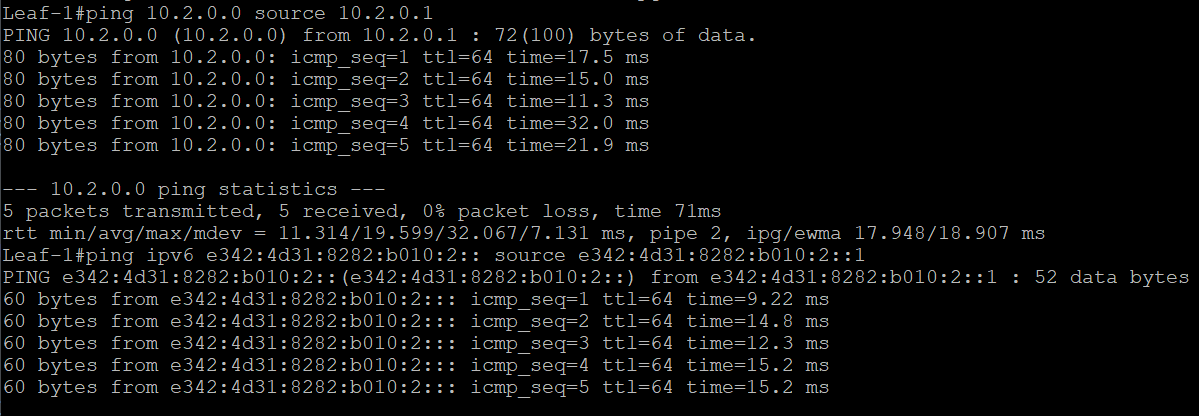 Leaf-1#ping 10.2.0.0 source 10.2.0.1
PING 10.2.0.0 (10.2.0.0) from 10.2.0.1 : 72(100) bytes of data.
80 bytes from 10.2.0.0: icmp_seq=1 ttl=64 time=17.5 ms
80 bytes from 10.2.0.0: icmp_seq=2 ttl=64 time=15.0 ms
80 bytes from 10.2.0.0: icmp_seq=3 ttl=64 time=11.3 ms
80 bytes from 10.2.0.0: icmp_seq=4 ttl=64 time=32.0 ms
80 bytes from 10.2.0.0: icmp_seq=5 ttl=64 time=21.9 ms
--- 10.2.0.0 ping statistics ---
5 packets transmitted, 5 received, 0% packet loss, time 71ms
rtt min/avg/max/mdev = 11.314/19.599/32.067/7.131 ms, pipe 2, ipg/ewma 17.948/18.907 ms
Leaf-1#ping ipv6 e342:4d31:8282:b010:2:: source e342:4d31:8282:b010:2::1
PING e342:4d31:8282:b010:2::(e342:4d31:8282:b010:2::) from e342:4d31:8282:b010:2::1 : 52 data bytes
60 bytes from e342:4d31:8282:b010:2::: icmp_seq=1 ttl=64 time=9.22 ms
60 bytes from e342:4d31:8282:b010:2::: icmp_seq=2 ttl=64 time=14.8 ms
60 bytes from e342:4d31:8282:b010:2::: icmp_seq=3 ttl=64 time=12.3 ms
60 bytes from e342:4d31:8282:b010:2::: icmp_seq=4 ttl=64 time=15.2 ms
60 bytes from e342:4d31:8282:b010:2::: icmp_seq=5 ttl=64 time=15.2 ms